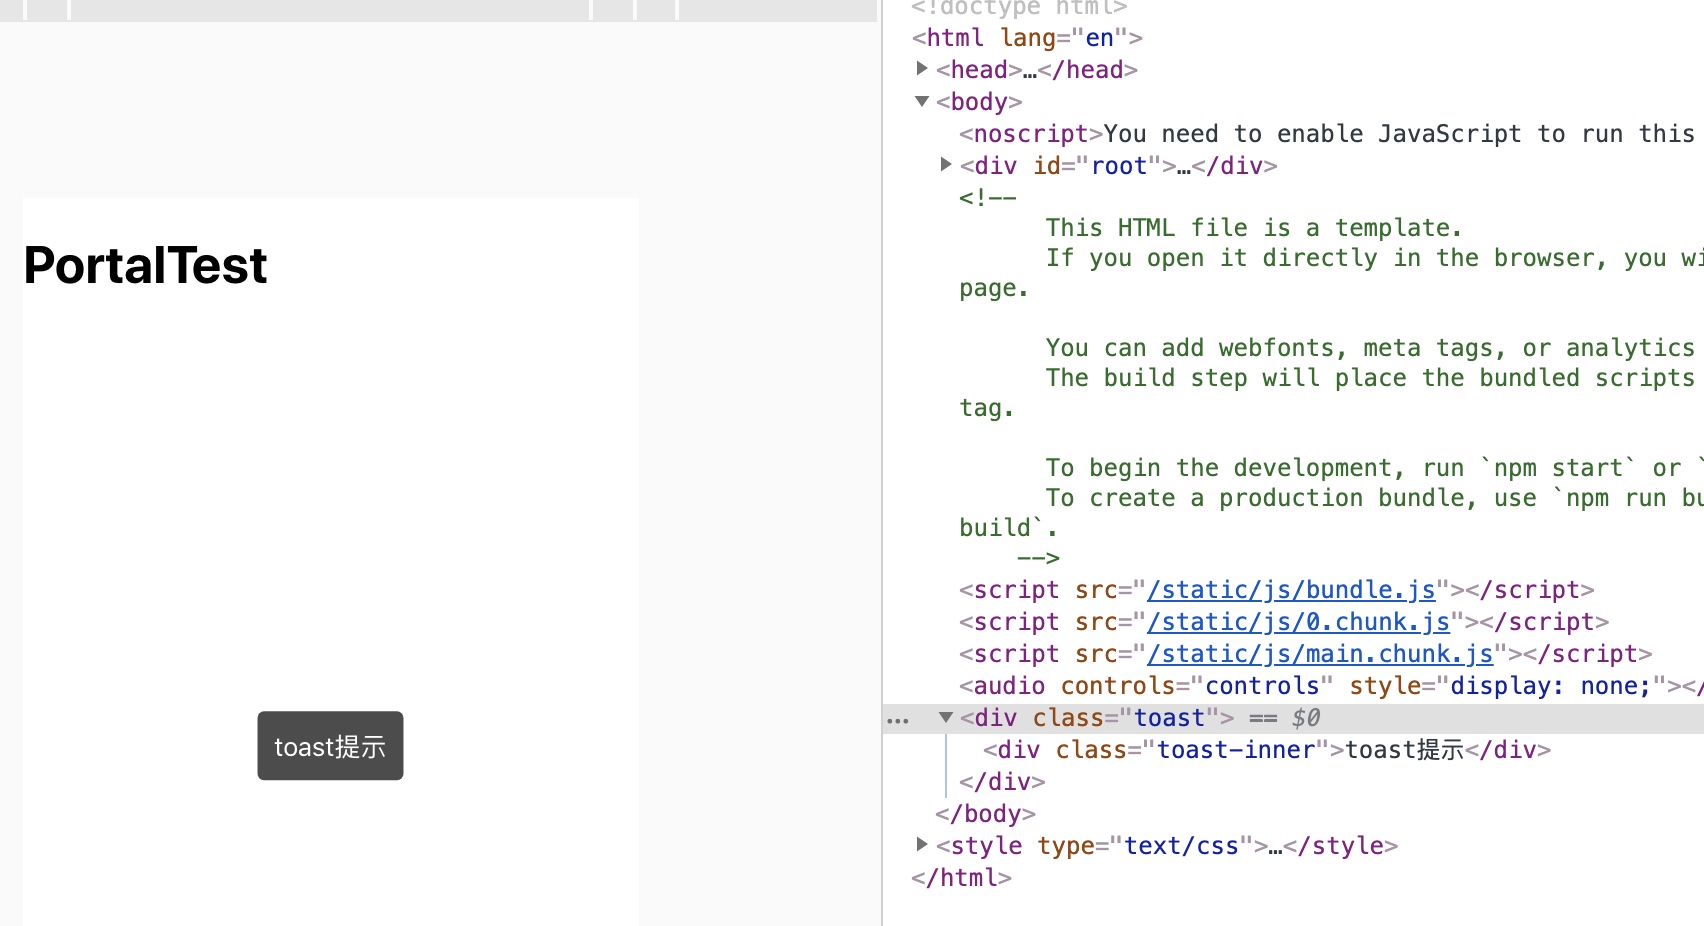 PortalTest
toast提示
<!doctype html>
<html lang="en">
▶<head>…</head>
▼<body>
<noscript>You need to enable JavaScript to run this
▶<div id="root">…</div>
<!--
This HTML file is a template.
If you open it directly in the browser, you wi
page.
You can add webfonts, meta tags, or analytics
The build step will place the bundled scripts
tag.
To begin the development, run `npm start` or `
To create a production bundle, use `npm run bu
build`.
-->
<script src="/static/js/bundle.js"></script>
<script src="/static/js/0.chunk.js"></script>
<script src="/static/js/main.chunk.js"></script>
<audio controls="controls" style="display: none;"></
… ▼<div class="toast"> == $0
<div class="toast-inner">toast提示</div>
</div>
</body>
▶<style type="text/css">…</style>
</html>